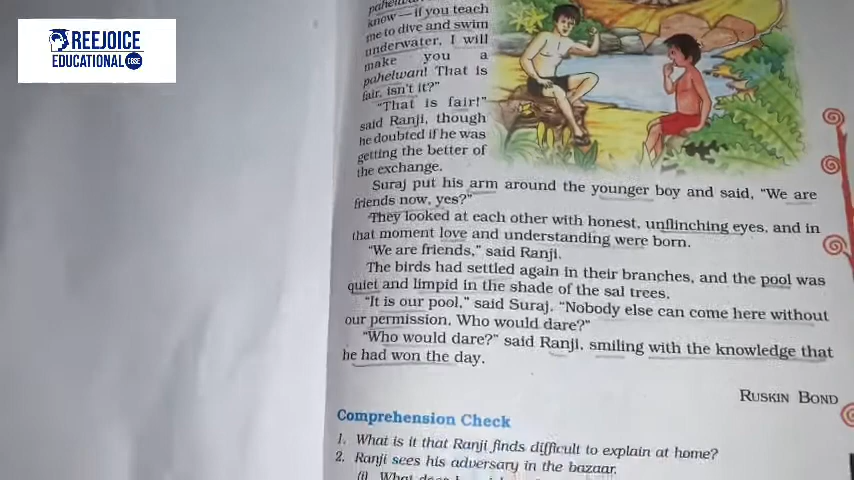 REEJOICE
EDUCATIONAL CBSE
know — if you teach
me to dive and swim
underwater, I will
make you a
pahelwan! That is
fair, isn't it?"
"That is fair!"
said Ranji, though
he doubted if he was
getting the better of
the exchange.
Suraj put his arm around the younger boy and said, "We are
friends now, yes?"
They looked at each other with honest, unflinching eyes, and in
that moment love and understanding were born.
"We are friends," said Ranji.
The birds had settled again in their branches, and the pool was
quiet and limpid in the shade of the sal trees.
"It is our pool," said Suraj. "Nobody else can come here without
our permission. Who would dare?"
"Who would dare?" said Ranji, smiling with the knowledge that
he had won the day.
RUSKIN BOND
Comprehension Check
1. What is it that Ranji finds difficult to explain at home?
2. Ranji sees his adversary in the bazaar.
(i) What